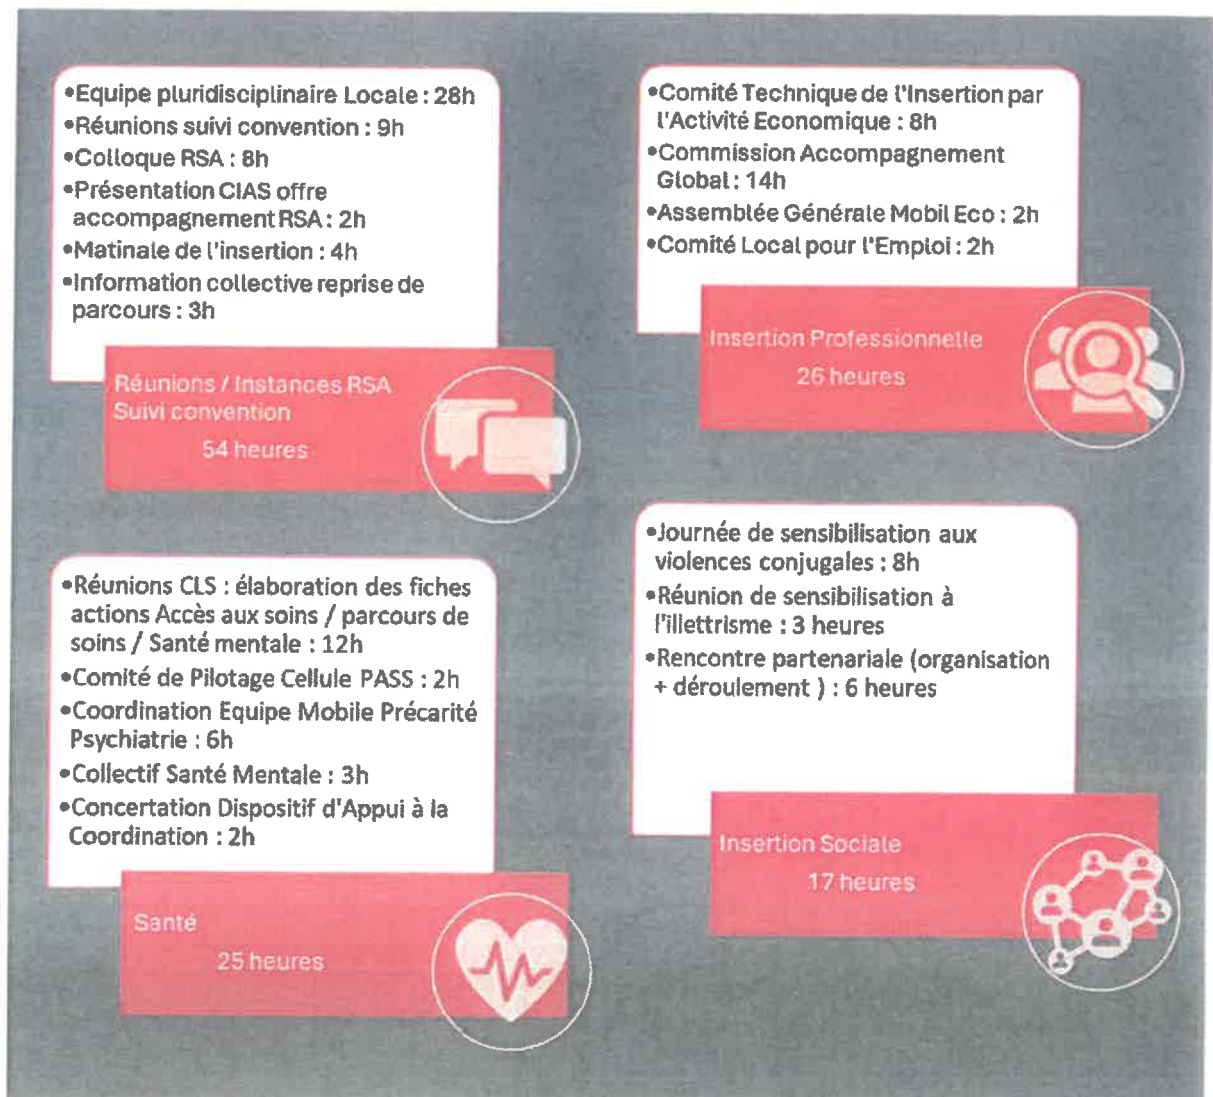 •Equipe pluridisciplinaire Locale : 28h
•Réunions suivi convention : 9h
•Colloque RSA : 8h
•Présentation CIAS offre
accompagnement RSA : 2h
•Matinale de l'insertion : 4h
•Information collective reprise de
parcours : 3h
Réunions / Instances RSA
Suivi convention
54 heures
•Comité Technique de l'Insertion par
l'Activité Economique : 8h
•Commission Accompagnement
Global : 14h
•Assemblée Générale Mobil Eco : 2h
•Comité Local pour l'Emploi : 2h
Insertion Professionnelle
26 heures
•Réunions CLS : élaboration des fiches
actions Accès aux soins / parcours de
soins / Santé mentale : 12h
•Comité de Pilotage Cellule PASS : 2h
•Coordination Equipe Mobile Précarité
Psychiatrie : 6h
•Collectif Santé Mentale : 3h
•Concertation Dispositif d'Appui à la
Coordination : 2h
Santé
25 heures
•Journée de sensibilisation aux
violences conjugales : 8h
•Réunion de sensibilisation à
l'illettrisme : 3 heures
•Rencontre partenariale (organisation
+ déroulement ) : 6 heures
Insertion Sociale
17 heures